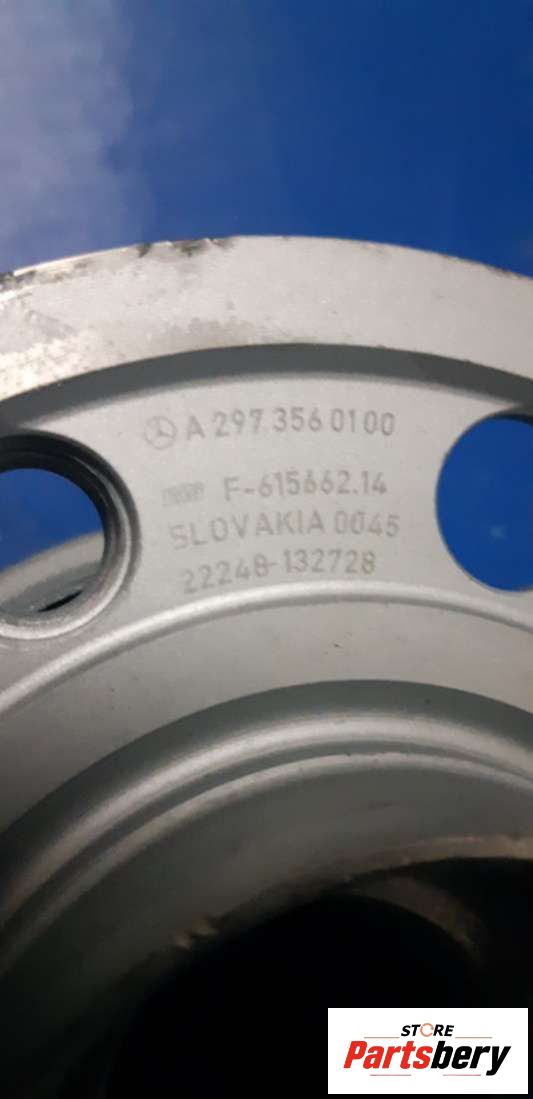 A 297 356 01 00
F-615662.14
SLOVAKIA 0045
22248-132728
STORE
Partsbery